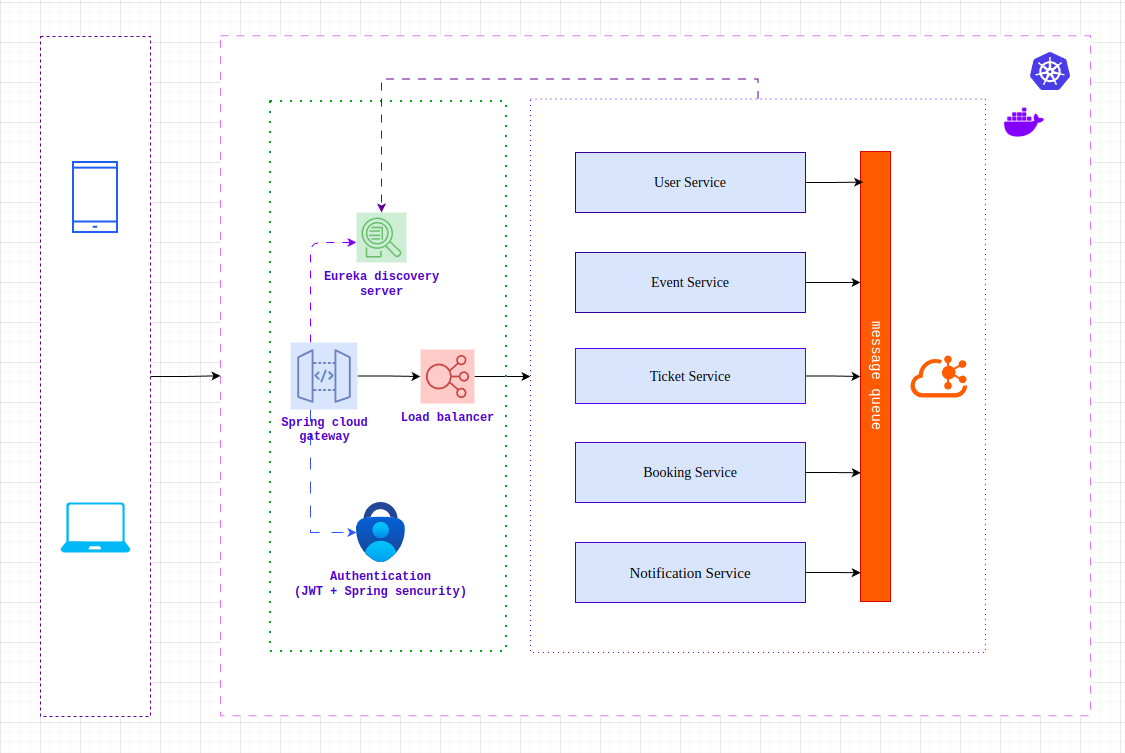 User Service
Event Service
Eureka discovery
server
Ticket Service
message queue
Spring cloud
gateway
Load balancer
Booking Service
Authentication
(JWT + Spring sencurity)
Notification Service